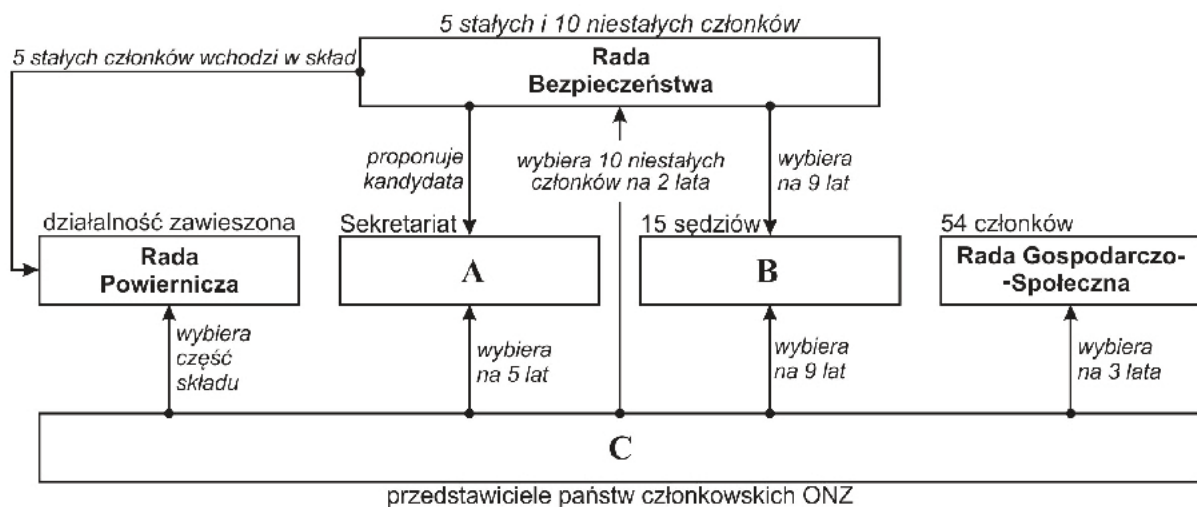 5 stałych i 10 niestałych członków
5 stałych członków wchodzi w skład
Rada
Bezpieczeństwa
proponuje
kandydata
wybiera 10 niestałych
członków na 2 lata
wybiera
na 9 lat
działalność zawieszona
Rada
Powiernicza
Sekretariat
A
15 sędziów
B
54 członków
Rada Gospodarczo-
-Społeczna
wybiera
część
składu
wybiera
na 5 lat
wybiera
na 9 lat
wybiera
na 3 lata
C
przedstawiciele państw członkowskich ONZ